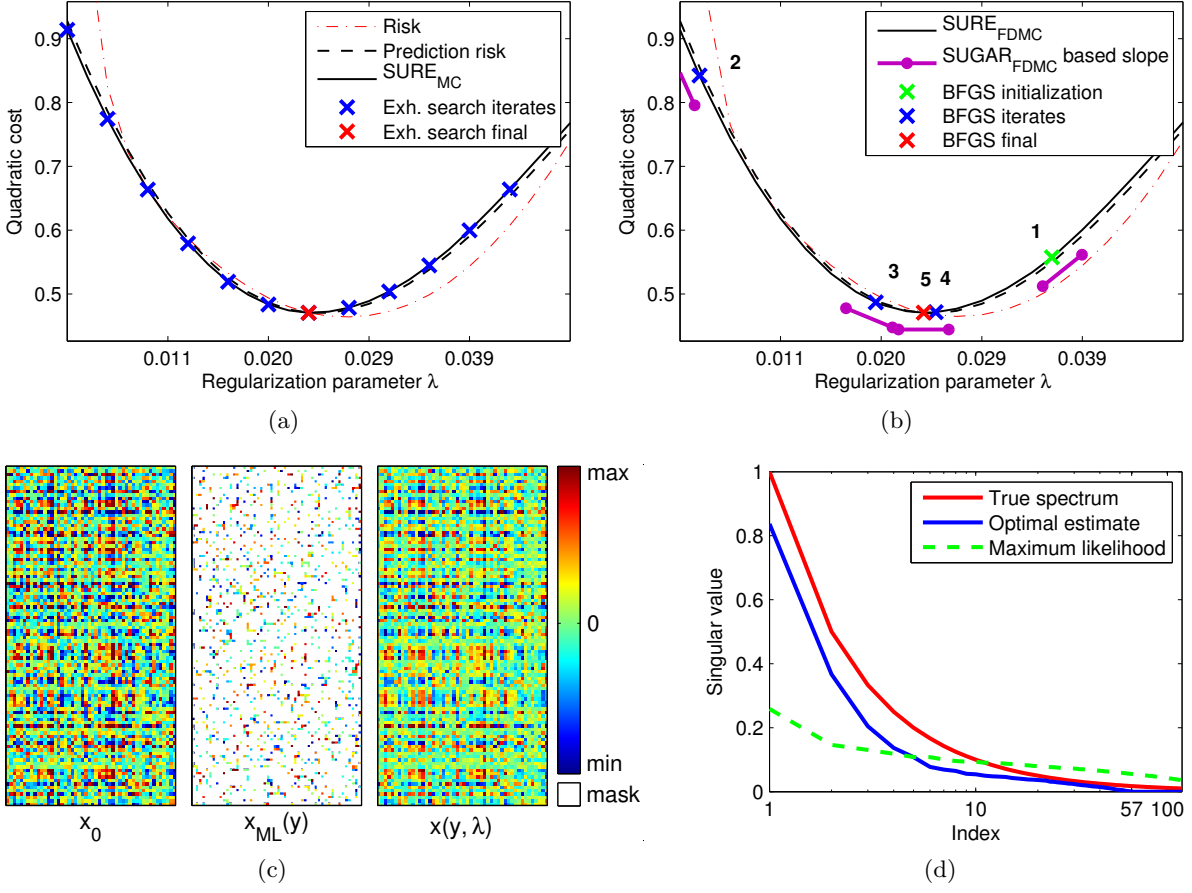 0.9
0.8
0.7
0.6
0.5
Quadratic cost
Risk
Prediction risk
SURE_MC
Exh. search iterates
Exh. search final
0.011 0.020 0.029 0.039
Regularization parameter λ
(a)
0.9
0.8
0.7
0.6
0.5
Quadratic cost
SURE_FDMC
SUGAR_FDMC based slope
BFGS initialization
BFGS iterates
BFGS final
2
1
3
5 4
0.011 0.020 0.029 0.039
Regularization parameter λ
(b)
max
0
min
mask
x_0
x_ML(y)
x(y, λ)
(c)
1
0.8
0.6
0.4
0.2
0
Singular value
True spectrum
Optimal estimate
Maximum likelihood
1 10 57 100
Index
(d)